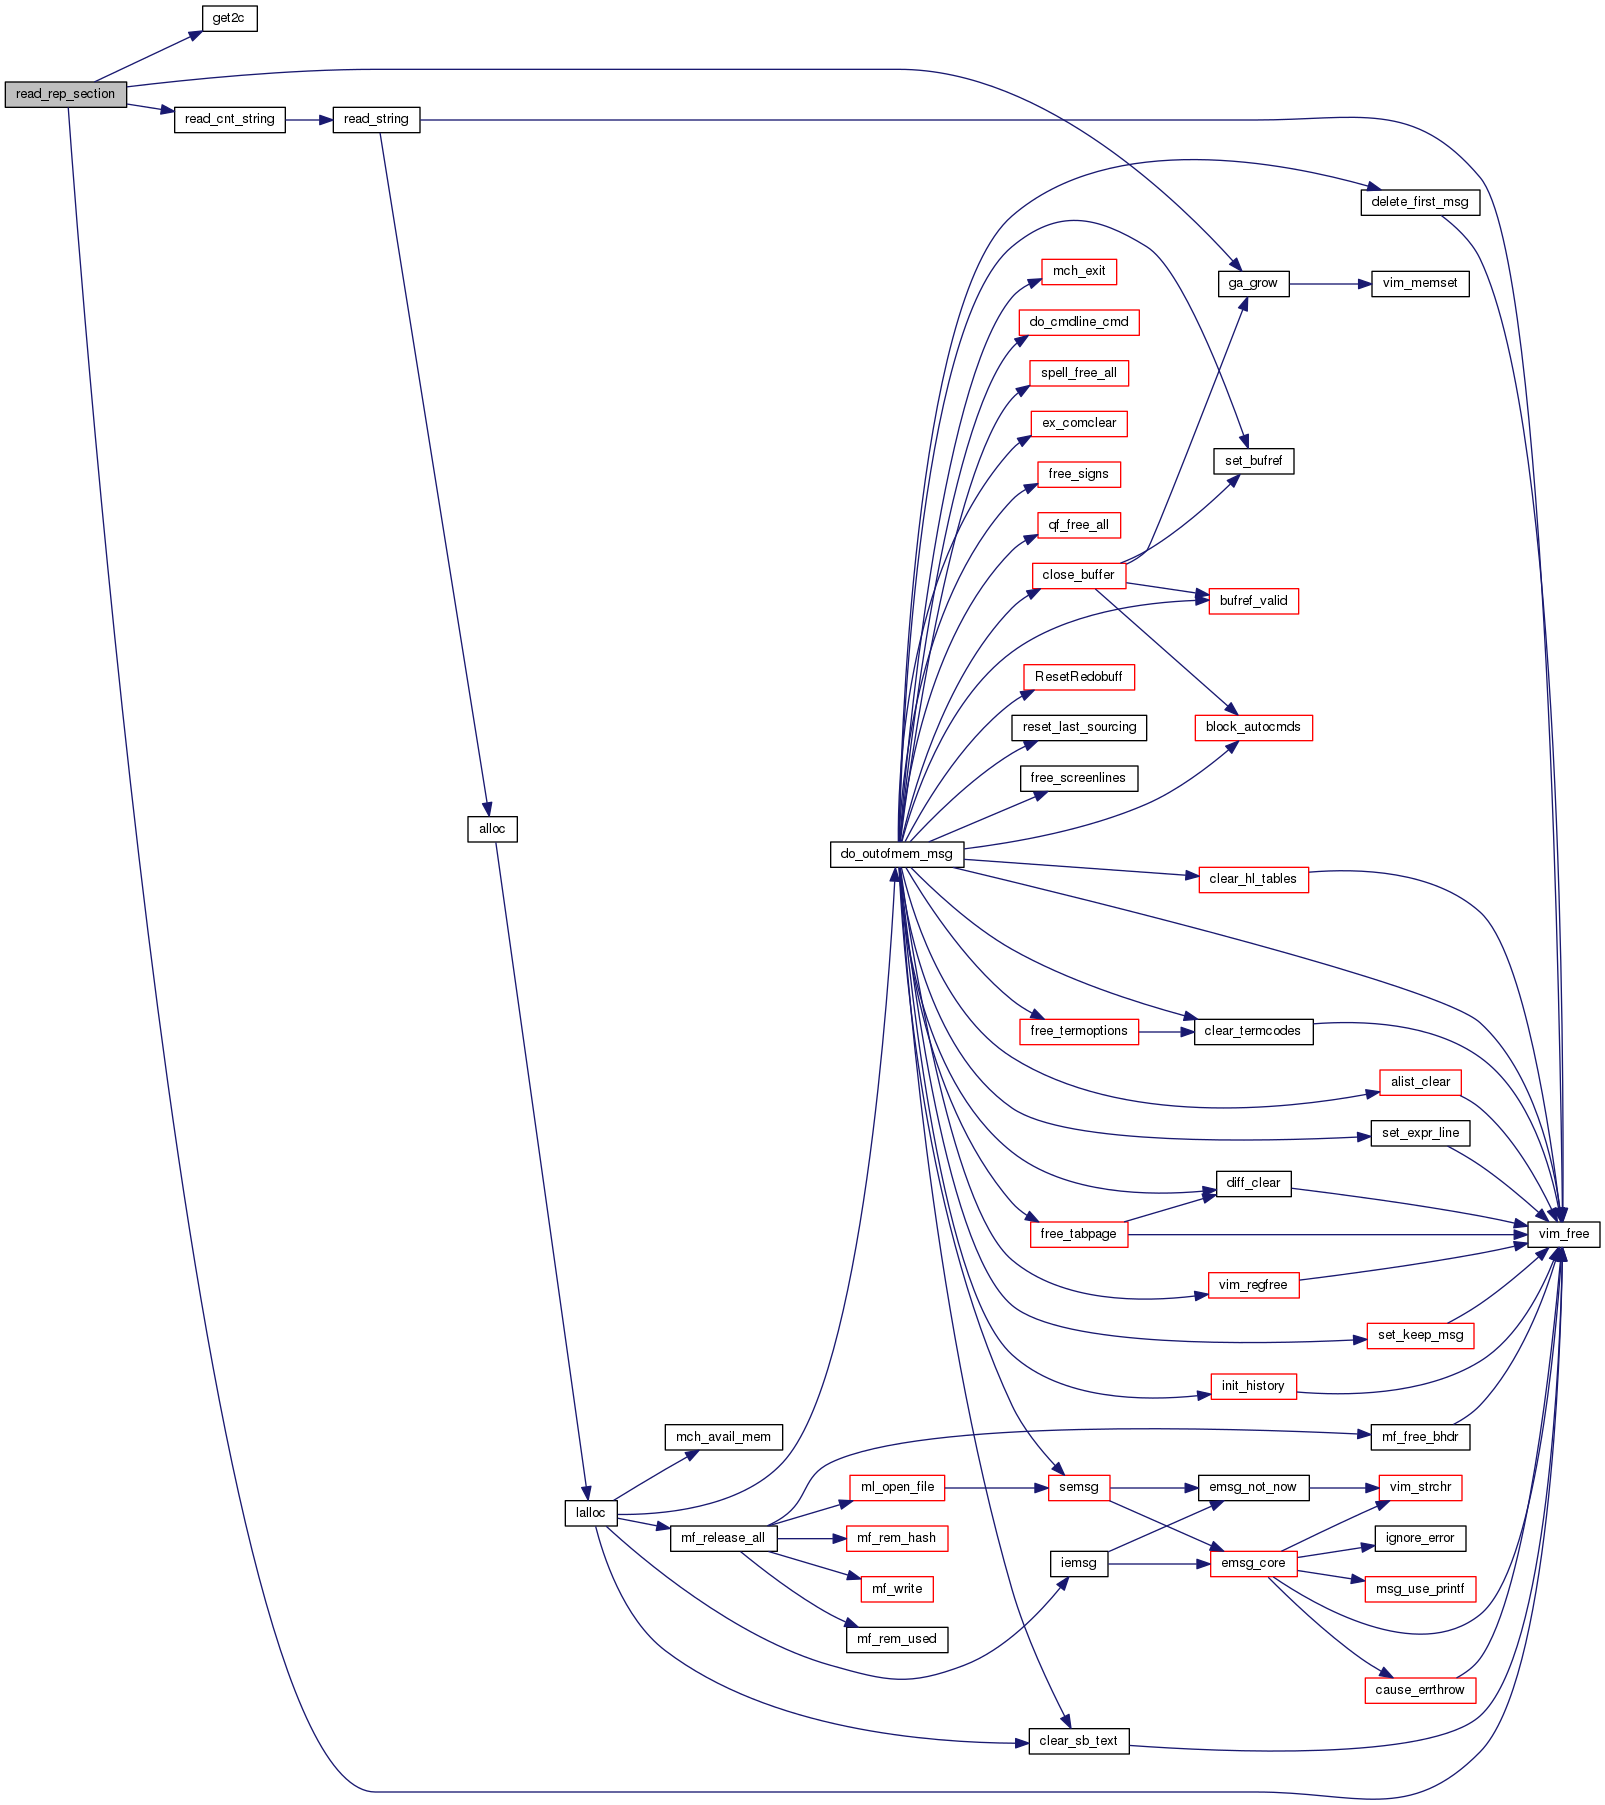 get2c
read_rep_section
read_cnt_string
read_string
delete_first_msg
mch_exit
ga_grow
vim_memset
do_cmdline_cmd
spell_free_all
ex_comclear
set_bufref
free_signs
qf_free_all
close_buffer
bufref_valid
ResetRedobuff
reset_last_sourcing
block_autocmds
free_screenlines
alloc
do_outofmem_msg
clear_hl_tables
free_termoptions
clear_termcodes
alist_clear
set_expr_line
diff_clear
free_tabpage
vim_free
vim_regfree
set_keep_msg
init_history
mch_avail_mem
mf_free_bhdr
ml_open_file
semsg
emsg_not_now
vim_strchr
lalloc
mf_release_all
mf_rem_hash
ignore_error
iemsg
emsg_core
mf_write
msg_use_printf
mf_rem_used
cause_errthrow
clear_sb_text